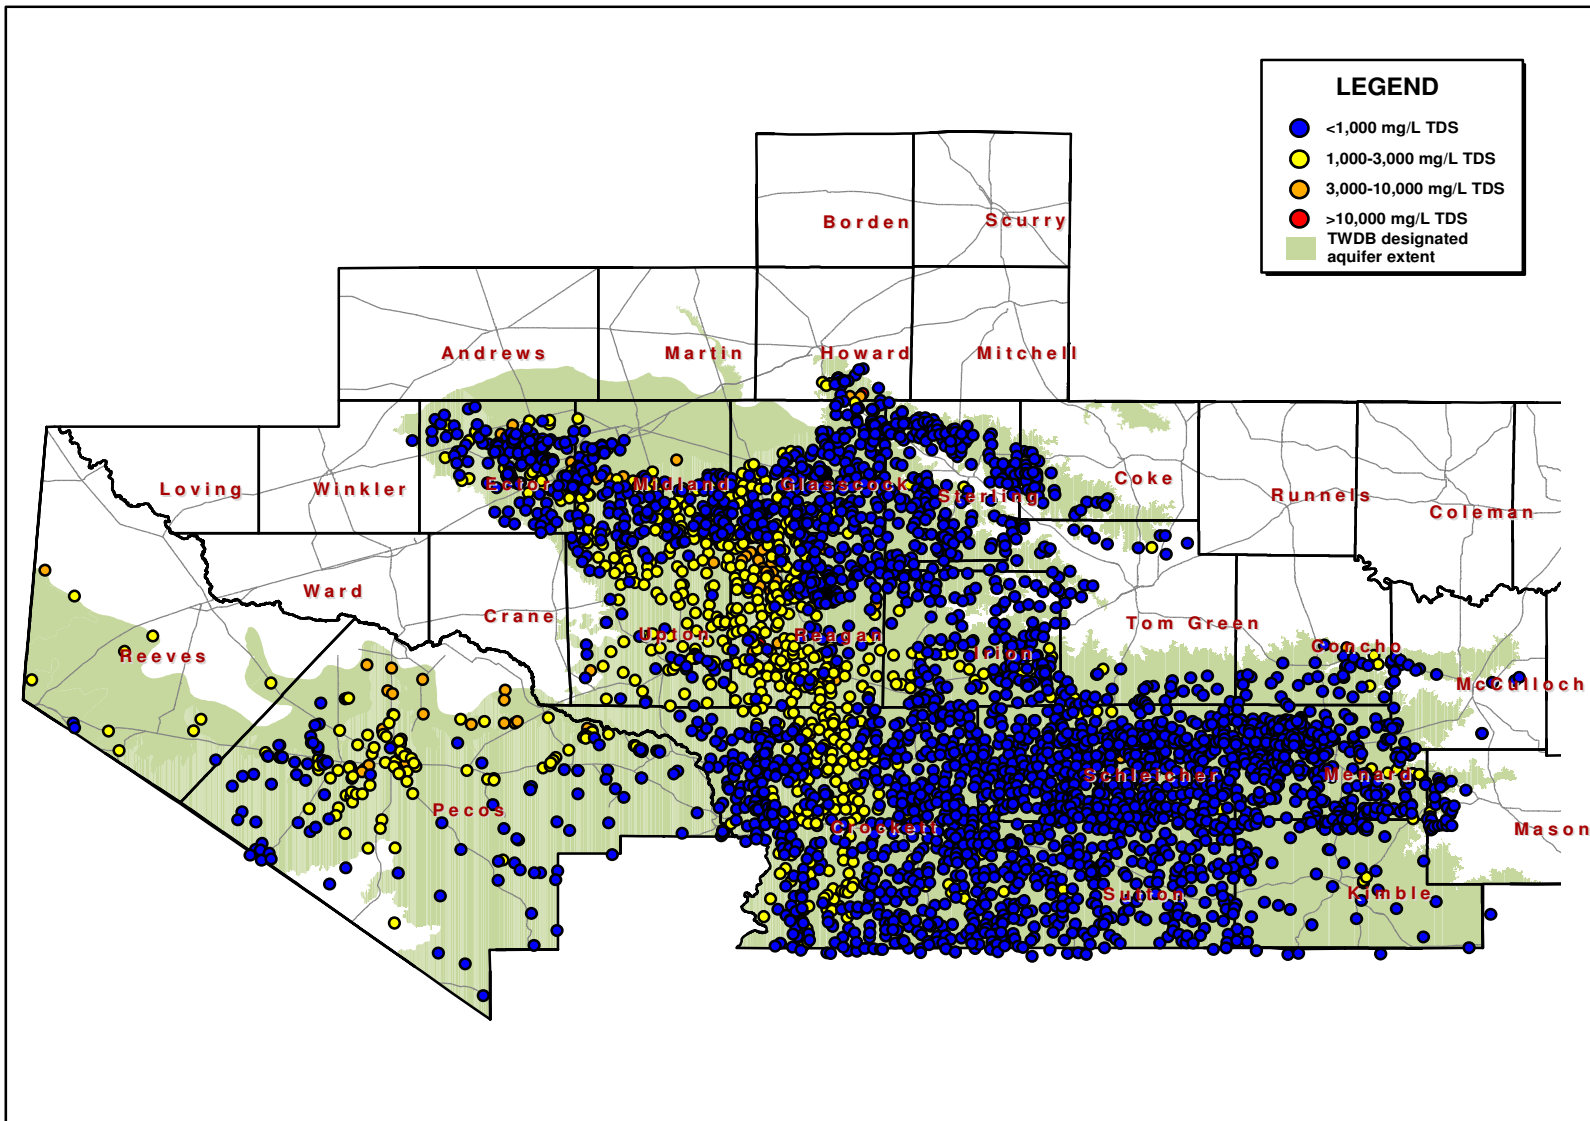 LEGEND
<1,000 mg/L TDS
1,000-3,000 mg/L TDS
3,000-10,000 mg/L TDS
>10,000 mg/L TDS
TWDB designated
aquifer extent
Borden
Scurry
Andrews
Martin
Howard
Mitchell
Loving
Winkler
Ector
Midland
Glasscock
Sterling
Coke
Runnels
Coleman
Ward
Crane
Upton
Reagan
Irion
Tom Green
Concho
Reeves
McCulloch
Pecos
Crockett
Schleicher
Menard
Mason
Sutton
Kimble